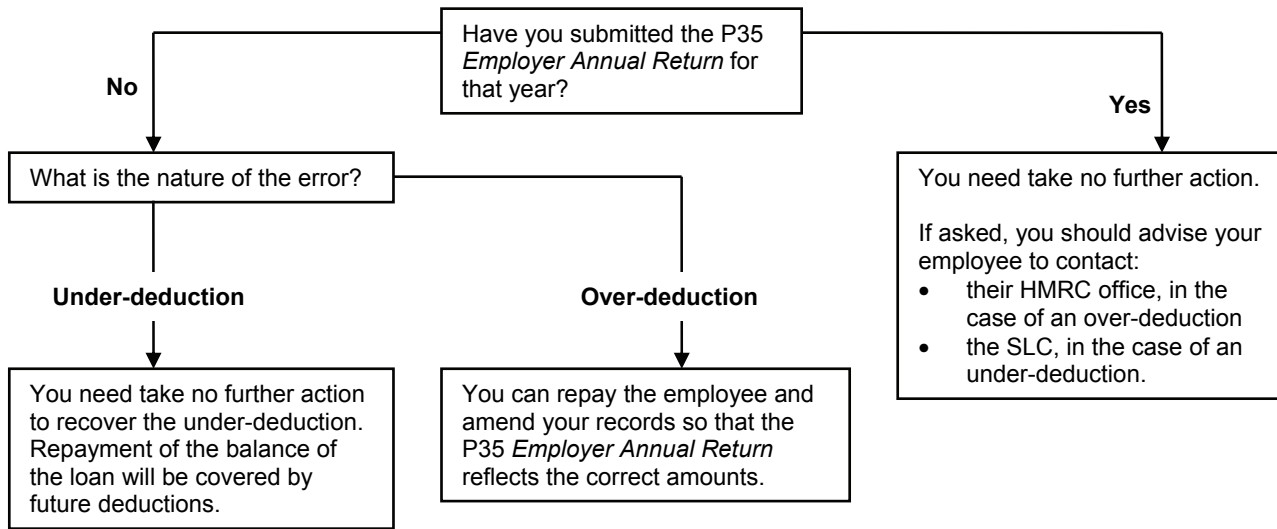 Have you submitted the P35
Employer Annual Return for
that year?
No
Yes
What is the nature of the error?
You need take no further action.
If asked, you should advise your
employee to contact:
• their HMRC office, in the
case of an over-deduction
• the SLC, in the case of an
under-deduction.
Under-deduction
Over-deduction
You need take no further action
to recover the under-deduction.
Repayment of the balance of
the loan will be covered by
future deductions.
You can repay the employee and
amend your records so that the
P35 Employer Annual Return
reflects the correct amounts.